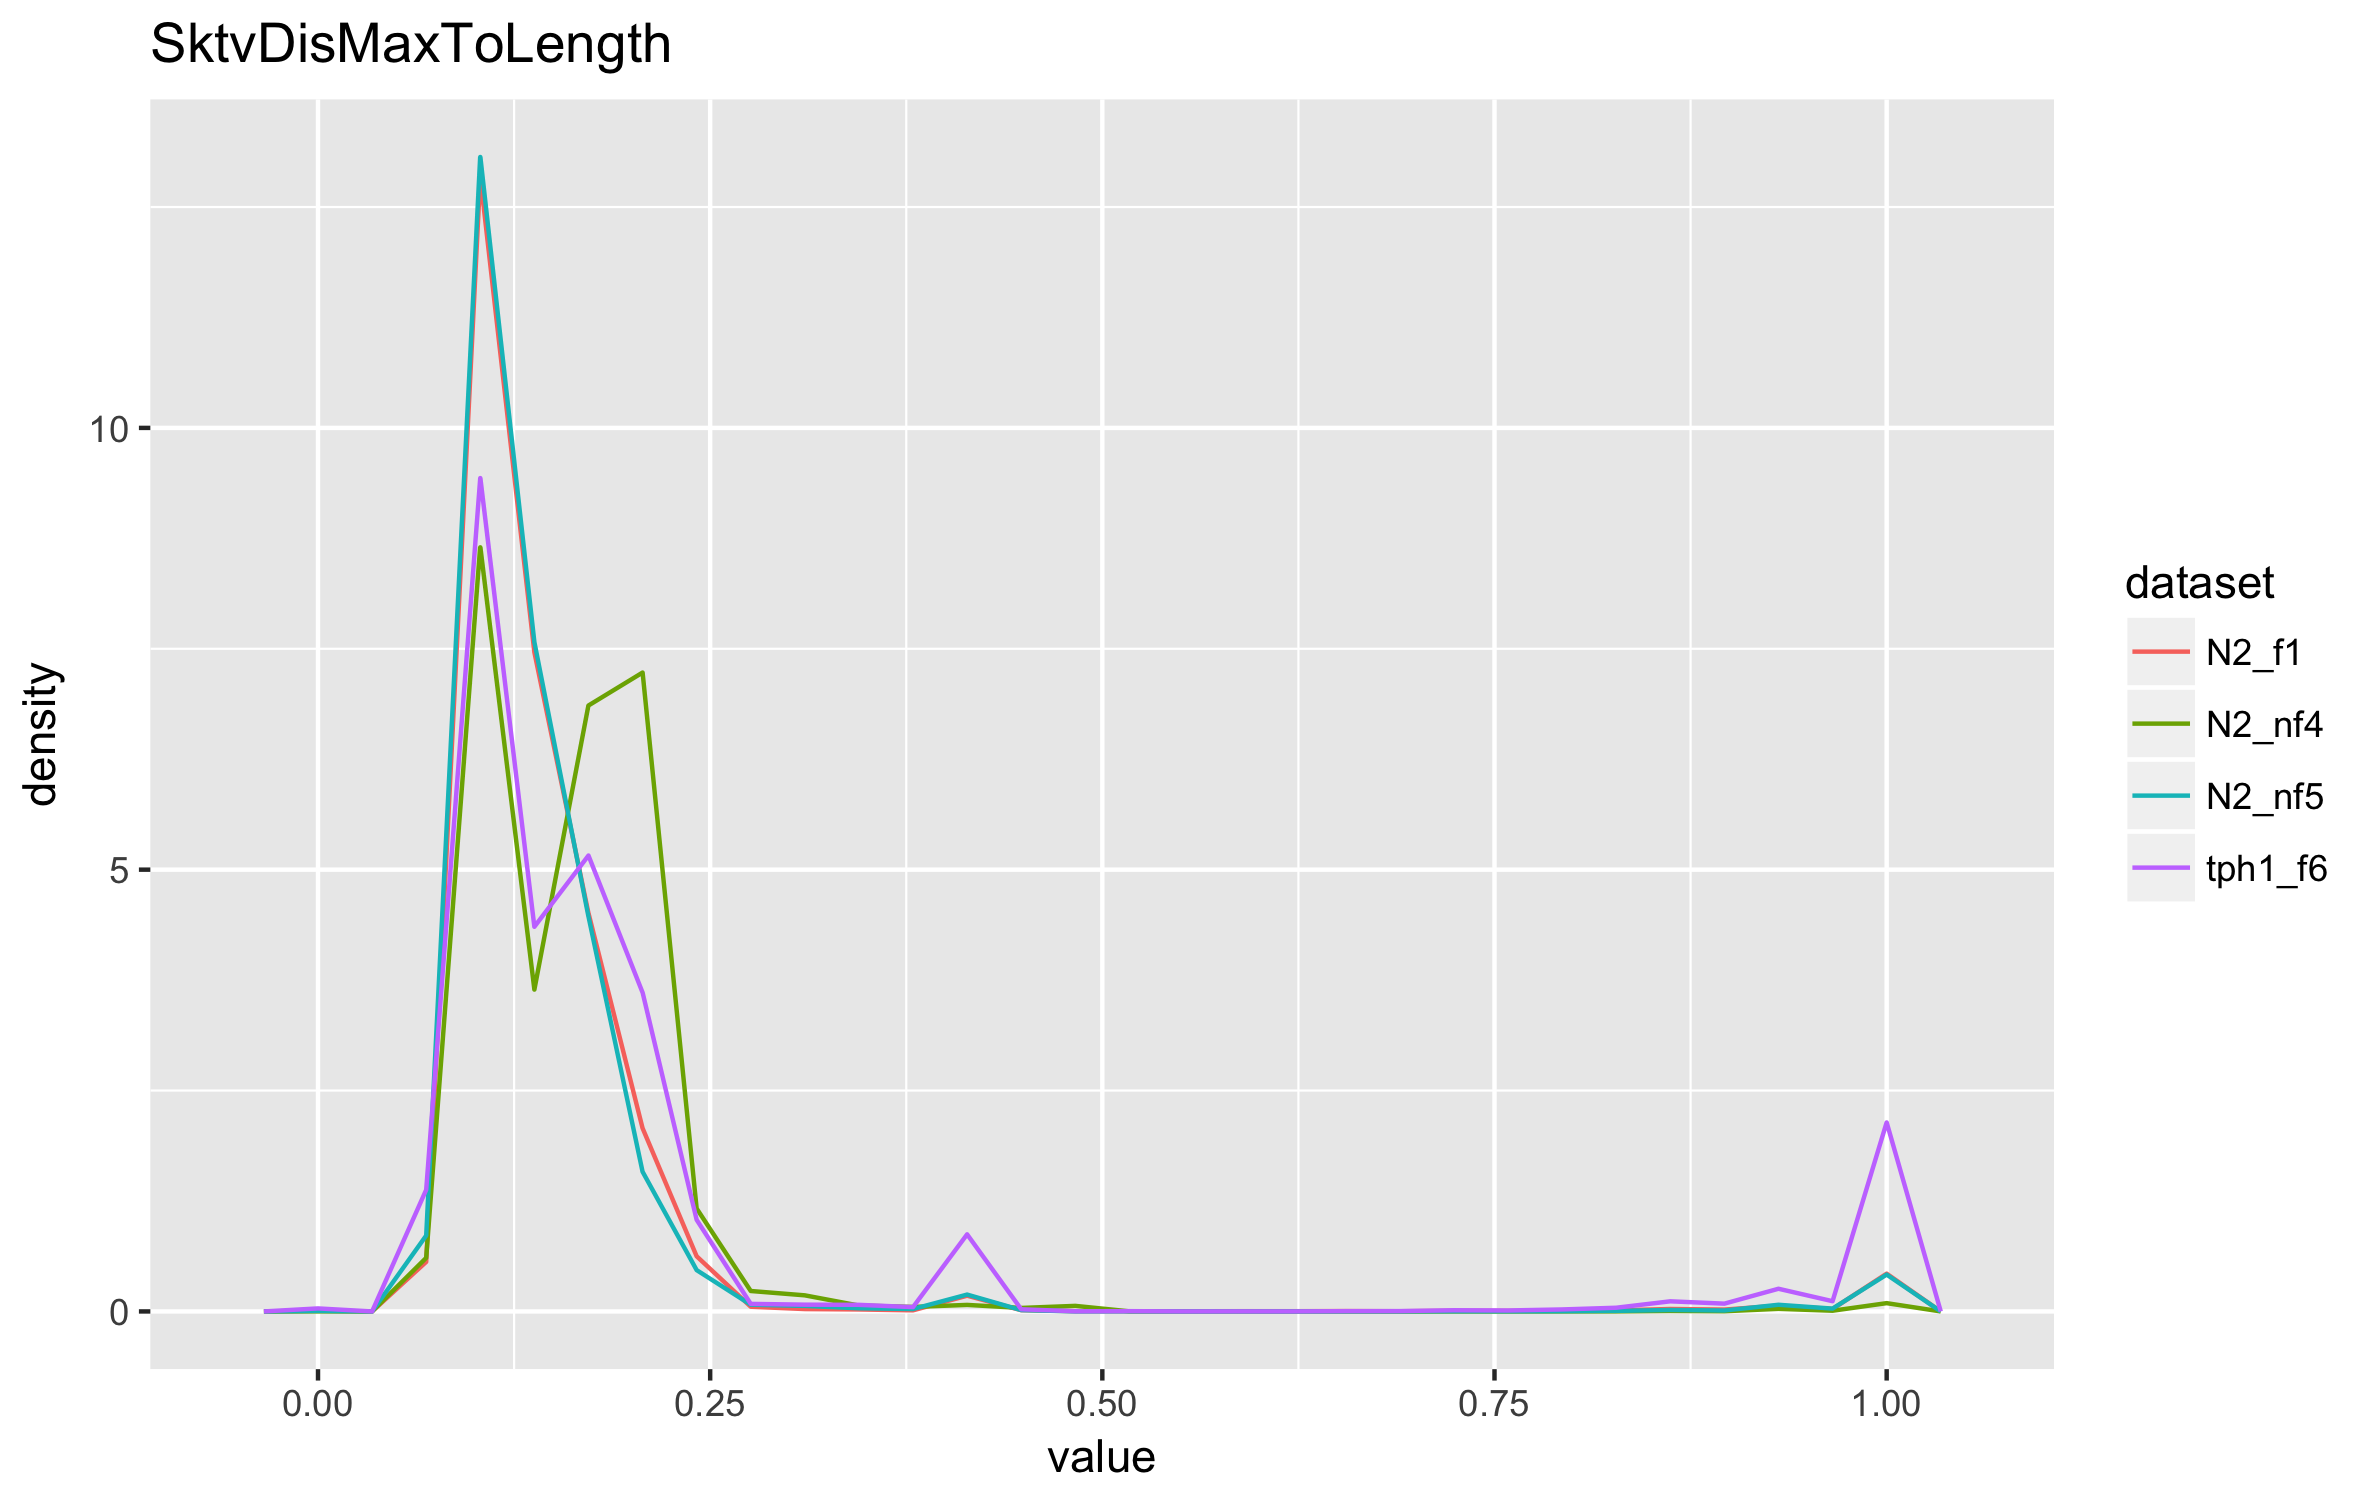 SktvDisMaxToLength
density
10
5
0
0.00 0.25 0.50 0.75 1.00
value
dataset
N2_f1
N2_nf4
N2_nf5
tph1_f6